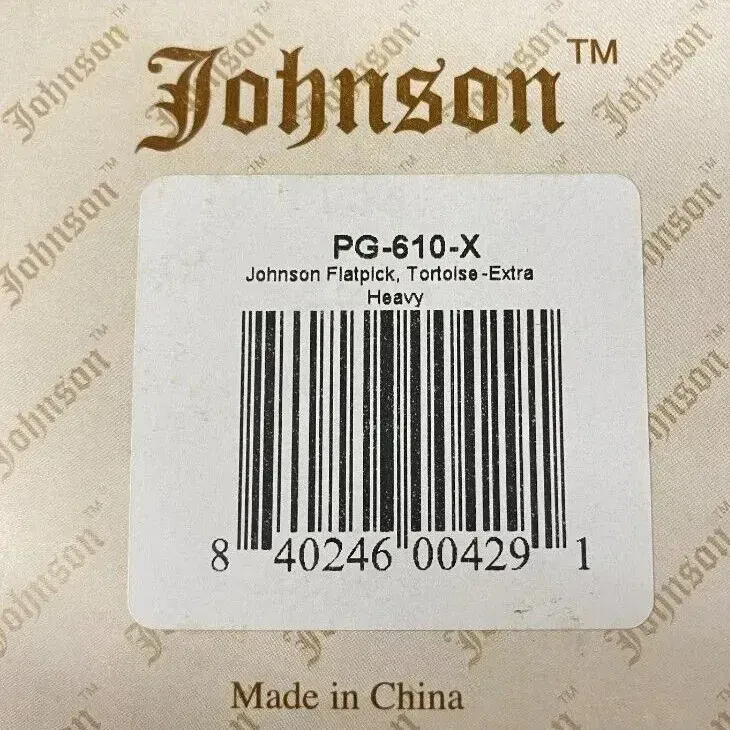 Johnson™
PG-610-X
Johnson Flatpick, Tortoise-Extra
Heavy
8 40246 00429 1
Made in China